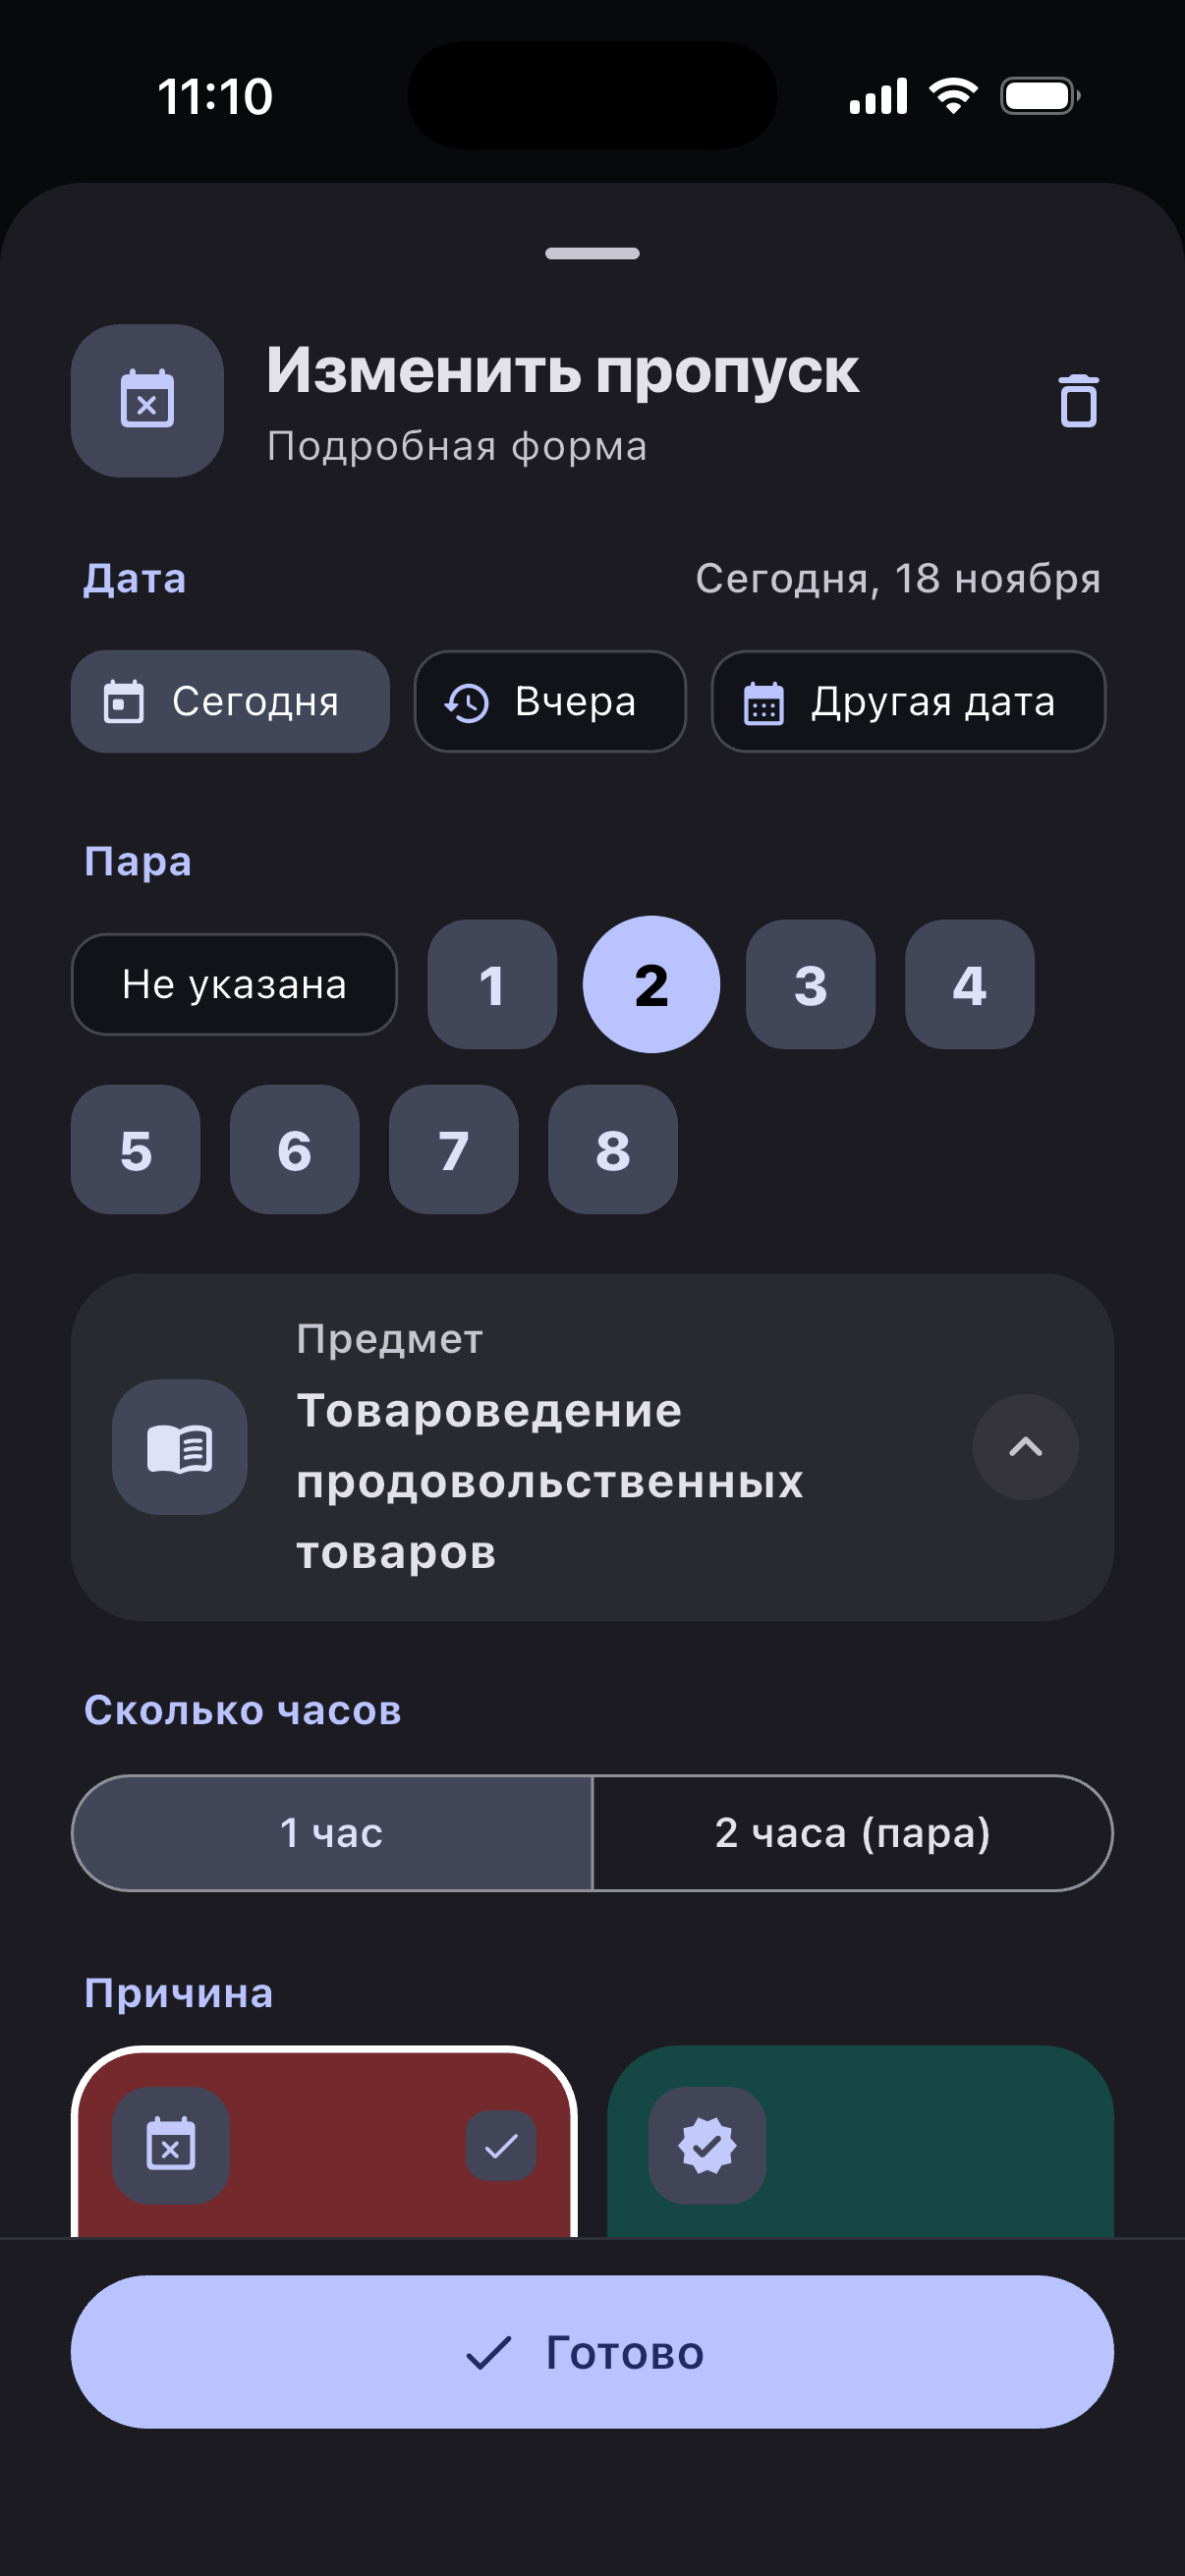 11:10
Изменить пропуск
Подробная форма
Дата
Сегодня, 18 ноября
Сегодня
Вчера
Другая дата
Пара
Не указана
1
2
3
4
5
6
7
8
Предмет
Товароведение
продовольственных
товаров
Сколько часов
1 час
2 часа (пара)
Причина
Готово